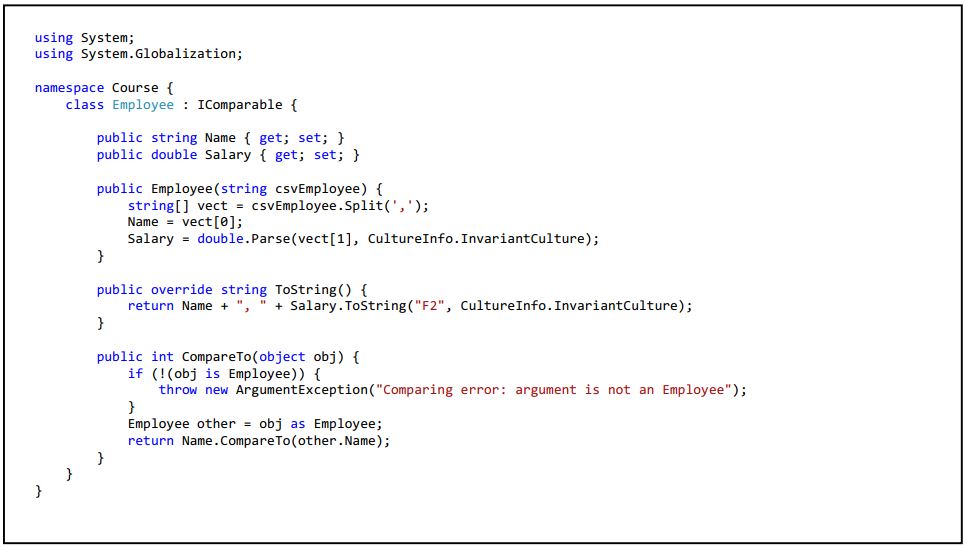 using System;
using System.Globalization;
namespace Course {
class Employee : IComparable {
public string Name { get; set; }
public double Salary { get; set; }
public Employee(string csvEmployee) {
string[] vect = csvEmployee.Split(',');
Name = vect[0];
Salary = double.Parse(vect[1], CultureInfo.InvariantCulture);
}
public override string ToString() {
return Name + ", " + Salary.ToString("F2", CultureInfo.InvariantCulture);
}
public int CompareTo(object obj) {
if (!(obj is Employee)) {
throw new ArgumentException("Comparing error: argument is not an Employee");
}
Employee other = obj as Employee;
return Name.CompareTo(other.Name);
}
}
}